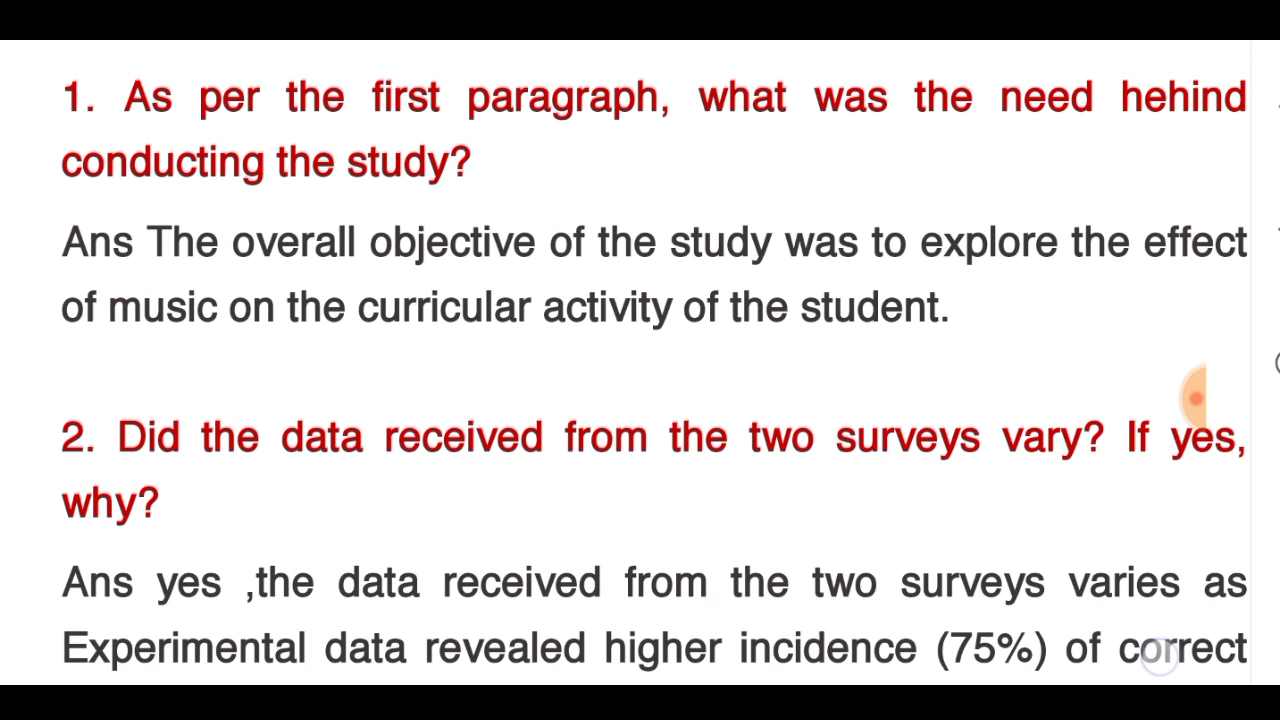 1. As per the first paragraph, what was the need hehind
conducting the study?
Ans The overall objective of the study was to explore the effect
of music on the curricular activity of the student.
2. Did the data received from the two surveys vary? If yes,
why?
Ans yes ,the data received from the two surveys varies as
Experimental data revealed higher incidence (75%) of correct